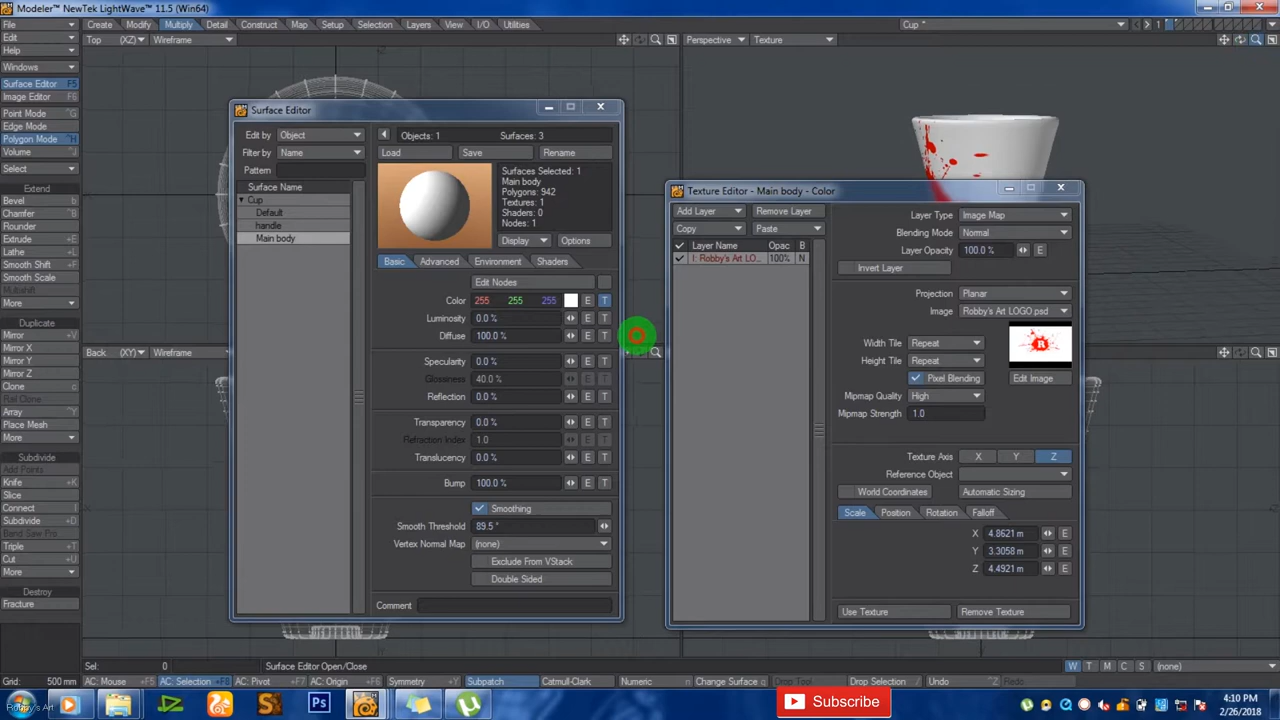 Modeler™ NewTek LightWave™ 11.5 (Win64)
File Create Modify Multiply Detail Construct Map Setup Selection Layers View I/O Utilities Cup * 1
Edit Top (XZ) Wireframe Perspective Texture
Help
Windows
Surface Editor F5
Image Editor F6
Point Mode ^G
Edge Mode
Polygon Mode ^H
Volume ^J
Select
Extend
Bevel b
Chamfer
Rounder
Extrude +E
Lathe +L
Smooth Shift +F
Smooth Scale
Magic Bevel
More
Duplicate
Mirror +V
Mirror X
Mirror Y
Mirror Z
Clone c
Rail Clone
Array ^Y
Place Mesh
More
Subdivide
Add Points
Knife +K
Slice
Connect l
Subdivide +D
Band Saw Pro
Triple +T
Cut +U
More
Destroy
Fracture
Back (XY) Wireframe
Surface Editor
Edit by Object
Filter by Name
Pattern
Surface Name
Cup
Default
handle
Main body
Objects: 1 Surfaces: 3
Load Save Rename
Surfaces Selected: 1
Main body
Polygons: 942
Textures: 1
Shaders: 0
Nodes: 1
Display Options
Basic Advanced Environment Shaders
Edit Nodes
Color 255 255 255 E T
Luminosity 0.0 % E T
Diffuse 100.0 % E T
Specularity 0.0 % E T
Glossiness 40.0 % E T
Reflection 0.0 % E T
Transparency 0.0 % E T
Refraction Index 1.0 E T
Translucency 0.0 % E T
Bump 100.0 % E T
Smoothing
Smooth Threshold 89.5 °
Vertex Normal Map (none)
Exclude From VStack
Double Sided
Comment
Texture Editor - Main body - Color
Add Layer Remove Layer
Copy Paste
Layer Name Opac B
I: Robby's Art LO... 100% N
Layer Type Image Map
Blending Mode Normal
Layer Opacity 100.0 % E
Invert Layer
Projection Planar
Image Robby's Art LOGO psd
R
Width Tile Repeat
Height Tile Repeat
Pixel Blending Edit Image
Mipmap Quality High
Mipmap Strength 1.0
Texture Axis X Y Z
Reference Object
World Coordinates Automatic Sizing
Scale Position Rotation Falloff
X 4.8621 m E
Y 3.3058 m E
Z 4.4921 m E
Use Texture Remove Texture
Sel: 0 Surface Editor Open/Close W T M C S (none)
Grid: 500 mm AC: Mouse +F5 AC: Selection +F8 AC: Pivot +F7 AC: Origin +F6 Symmetry +Y Subpatch Catmull-Clark Numeric n Change Surface q Drop Tool Drop Selection / Undo ^Z Redo
Robby's Art
Ps
Subscribe
4:10 PM
2/26/2018